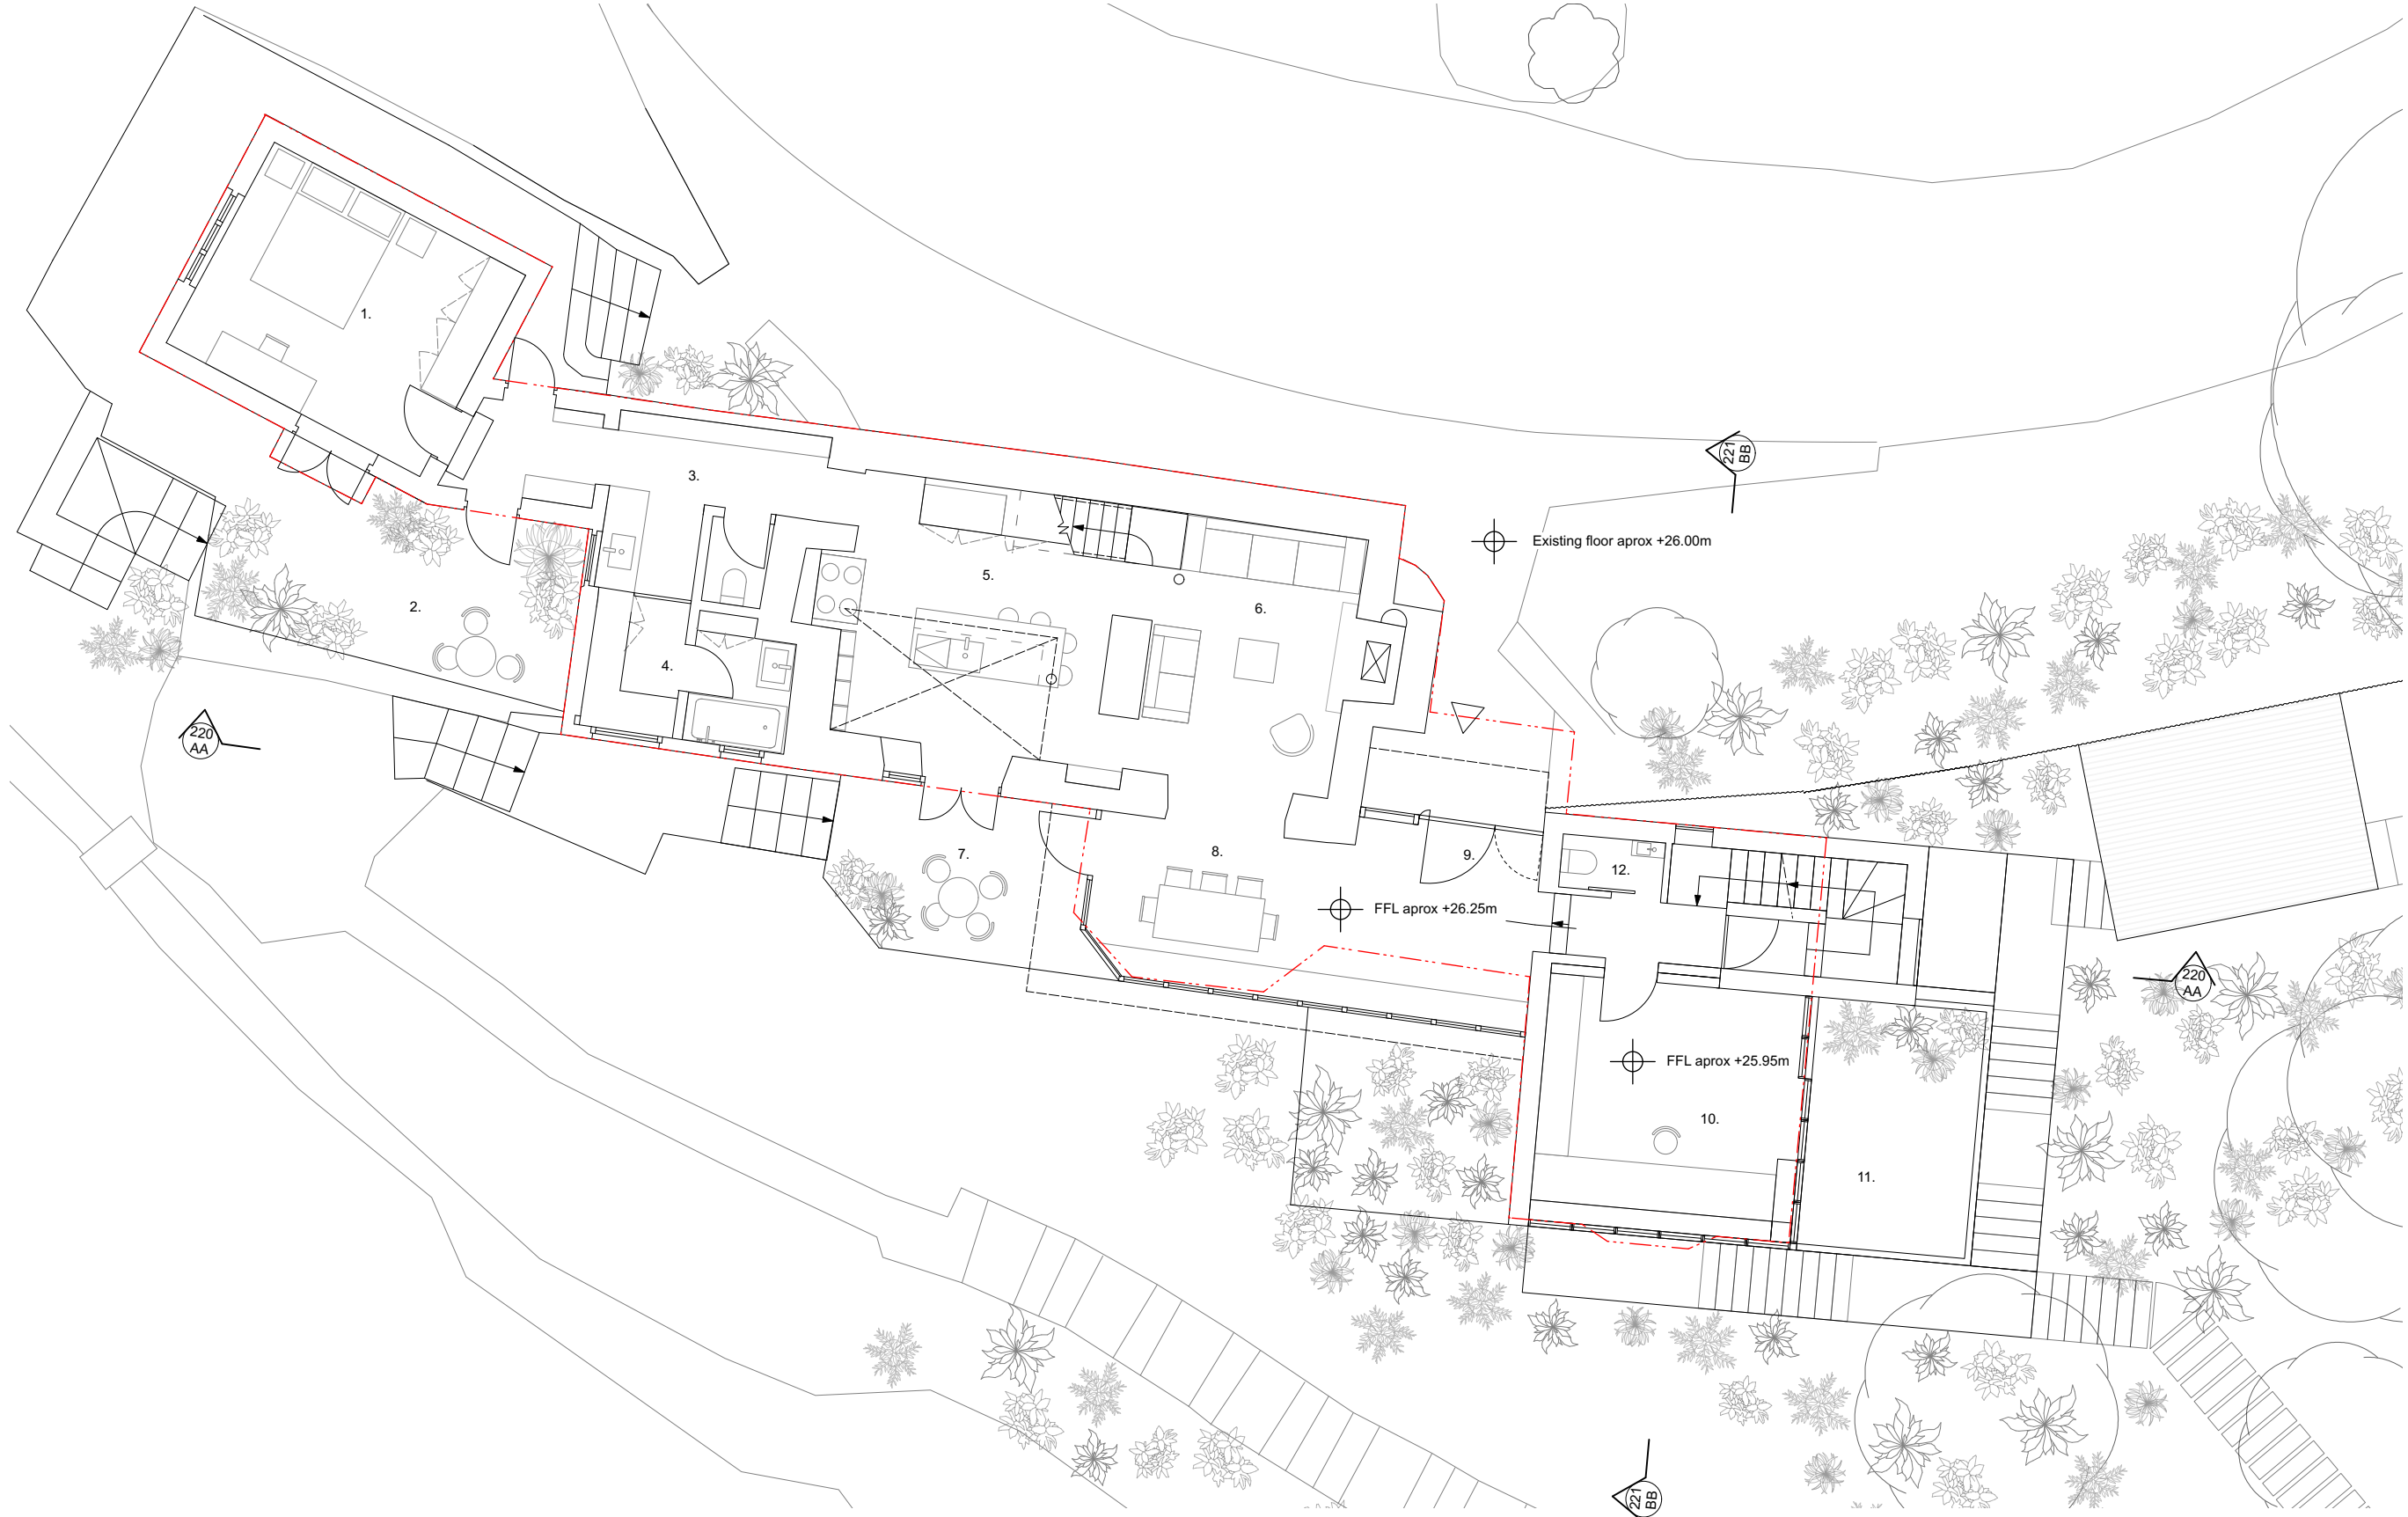 1.
221
BB
3.
Existing floor aprox +26.00m
5.
2.
6.
4.
220
AA
7.
8.
9.
12.
FFL aprox +26.25m
220
AA
FFL aprox +25.95m
10.
11.
221
BB